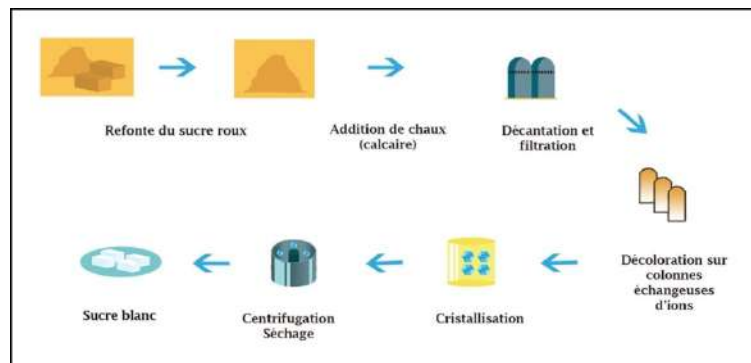 Refonte du sucre roux
Addition de chaux
(calcaire)
Décantation et
filtration
Décoloration sur
colonnes
échangeuses
d'ions
Cristallisation
Centrifugation
Séchage
Sucre blanc